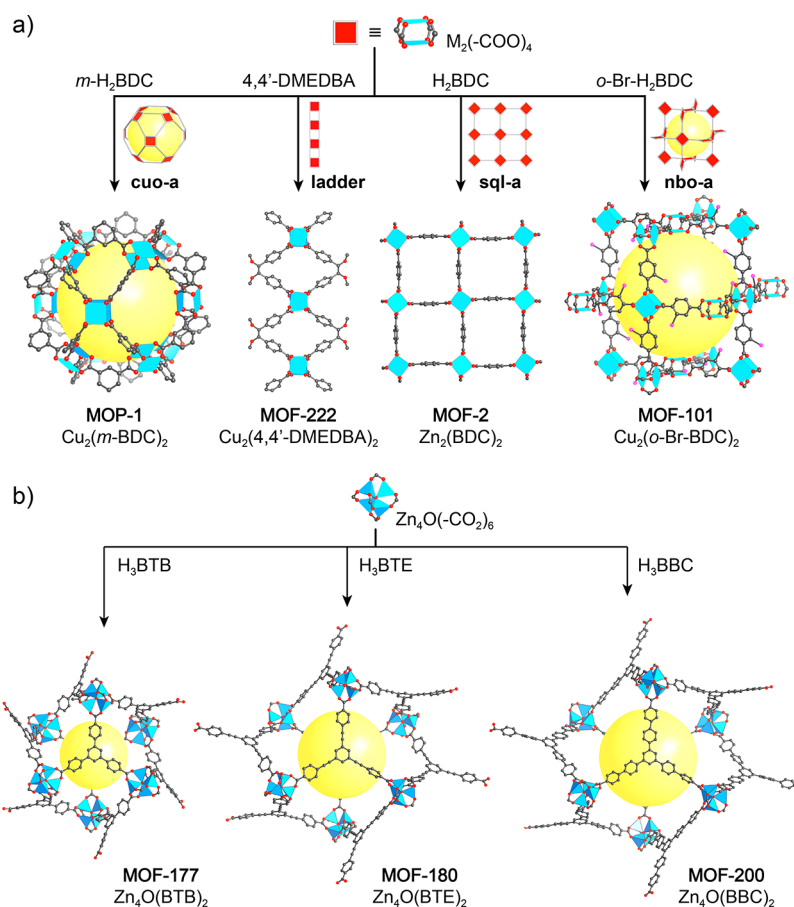 a)
≡ M₂(-COO)₄
m-H₂BDC 4,4’-DMEDBA H₂BDC o-Br-H₂BDC
cuo-a ladder sql-a nbo-a
MOP-1 MOF-222 MOF-2 MOF-101
Cu₂(m-BDC)₂ Cu₂(4,4’-DMEDBA)₂ Zn₂(BDC)₂ Cu₂(o-Br-BDC)₂
b)
Zn₄O(-CO₂)₆
H₃BTB H₃BTE H₃BBC
MOF-177 MOF-180 MOF-200
Zn₄O(BTB)₂ Zn₄O(BTE)₂ Zn₄O(BBC)₂